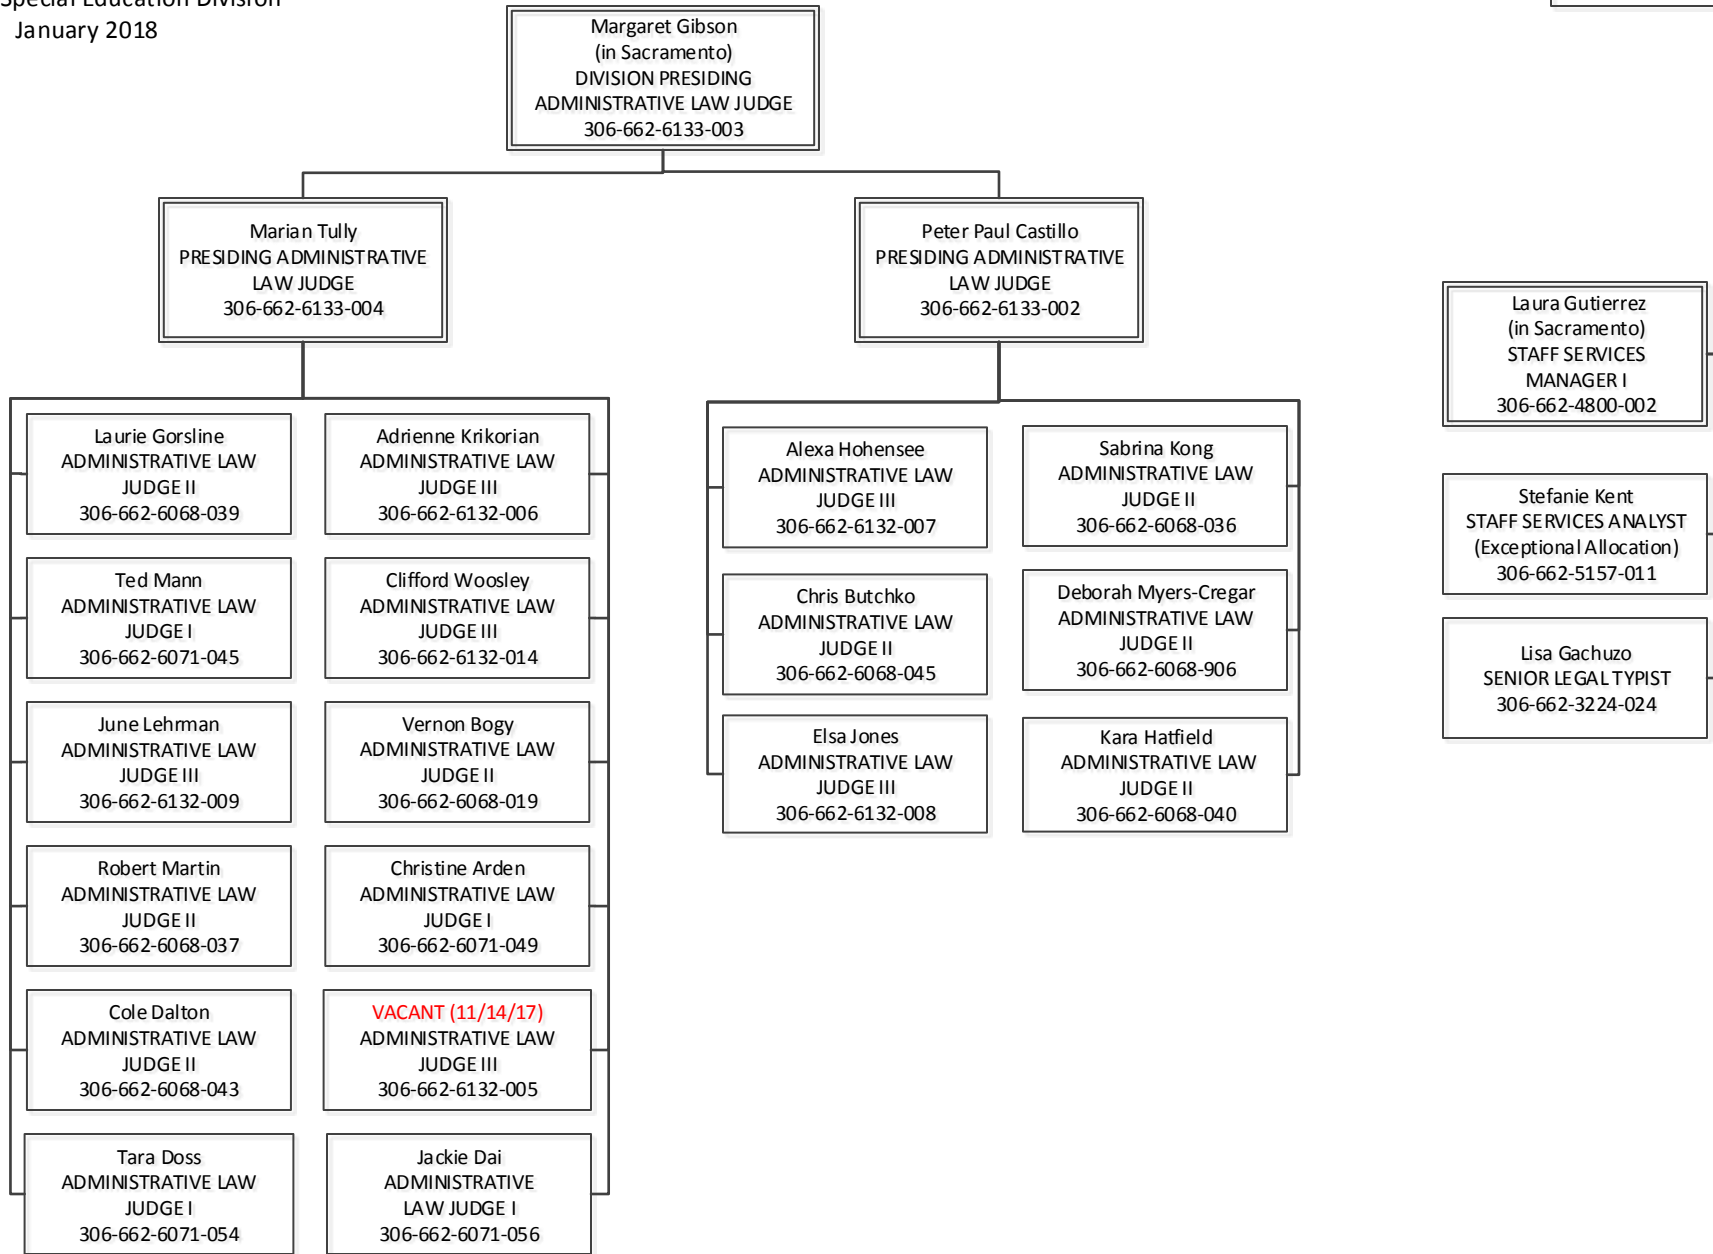 Special Education Division
January 2018
Margaret Gibson
(in Sacramento)
DIVISION PRESIDING
ADMINISTRATIVE LAW JUDGE
306-662-6133-003
Marian Tully
PRESIDING ADMINISTRATIVE
LAW JUDGE
306-662-6133-004
Peter Paul Castillo
PRESIDING ADMINISTRATIVE
LAW JUDGE
306-662-6133-002
Laurie Gorsline
ADMINISTRATIVE LAW
JUDGE II
306-662-6068-039
Adrienne Krikorian
ADMINISTRATIVE LAW
JUDGE III
306-662-6132-006
Ted Mann
ADMINISTRATIVE LAW
JUDGE I
306-662-6071-045
Clifford Woosley
ADMINISTRATIVE LAW
JUDGE III
306-662-6132-014
June Lehrman
ADMINISTRATIVE LAW
JUDGE III
306-662-6132-009
Vernon Bogy
ADMINISTRATIVE LAW
JUDGE II
306-662-6068-019
Robert Martin
ADMINISTRATIVE LAW
JUDGE II
306-662-6068-037
Christine Arden
ADMINISTRATIVE LAW
JUDGE I
306-662-6071-049
Cole Dalton
ADMINISTRATIVE LAW
JUDGE II
306-662-6068-043
VACANT (11/14/17)
ADMINISTRATIVE LAW
JUDGE III
306-662-6132-005
Tara Doss
ADMINISTRATIVE LAW
JUDGE I
306-662-6071-054
Jackie Dai
ADMINISTRATIVE
LAW JUDGE I
306-662-6071-056
Alexa Hohensee
ADMINISTRATIVE LAW
JUDGE III
306-662-6132-007
Sabrina Kong
ADMINISTRATIVE LAW
JUDGE II
306-662-6068-036
Chris Butchko
ADMINISTRATIVE LAW
JUDGE II
306-662-6068-045
Deborah Myers-Cregar
ADMINISTRATIVE LAW
JUDGE II
306-662-6068-906
Elsa Jones
ADMINISTRATIVE LAW
JUDGE III
306-662-6132-008
Kara Hatfield
ADMINISTRATIVE LAW
JUDGE II
306-662-6068-040
Laura Gutierrez
(in Sacramento)
STAFF SERVICES
MANAGER I
306-662-4800-002
Stefanie Kent
STAFF SERVICES ANALYST
(Exceptional Allocation)
306-662-5157-011
Lisa Gachuzo
SENIOR LEGAL TYPIST
306-662-3224-024